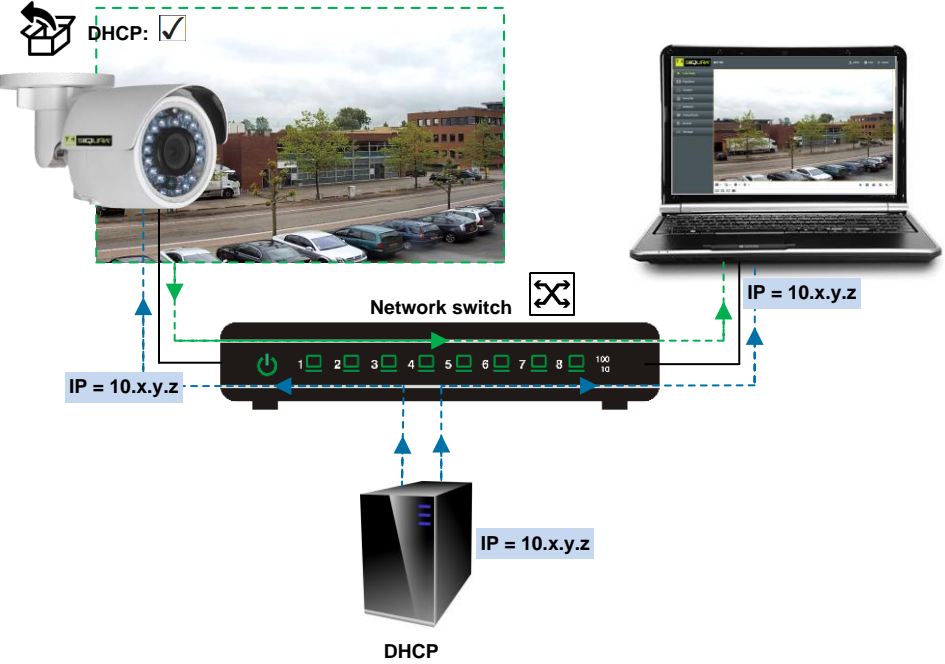 DHCP: ✓
SIQURA
SIQURA
Network switch
IP = 10.x.y.z
1 2 3 4 5 6 7 8 100
10
IP = 10.x.y.z
IP = 10.x.y.z
DHCP